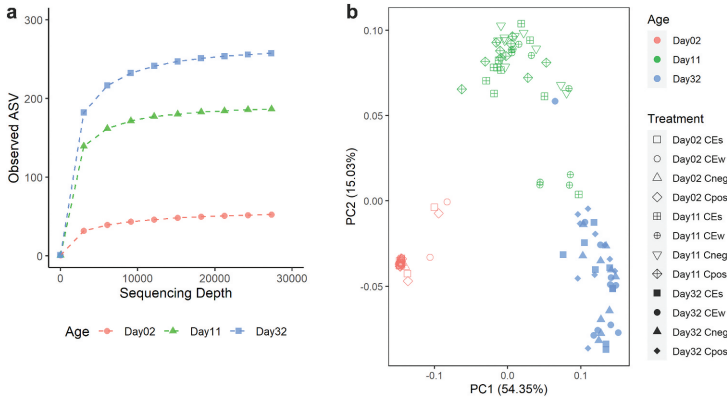 a
300
200
100
0
Observed ASV
0
10000
20000
30000
Sequencing Depth
Age
Day02
Day11
Day32
b
0.10
0.05
0.00
-0.05
PC2 (15.03%)
-0.1
0.0
0.1
PC1 (54.35%)
Age
Day02
Day11
Day32
Treatment
Day02 CEs
Day02 CEw
Day02 Cneg
Day02 Cpos
Day11 CEs
Day11 CEw
Day11 Cneg
Day11 Cpos
Day32 CEs
Day32 CEw
Day32 Cneg
Day32 Cpos